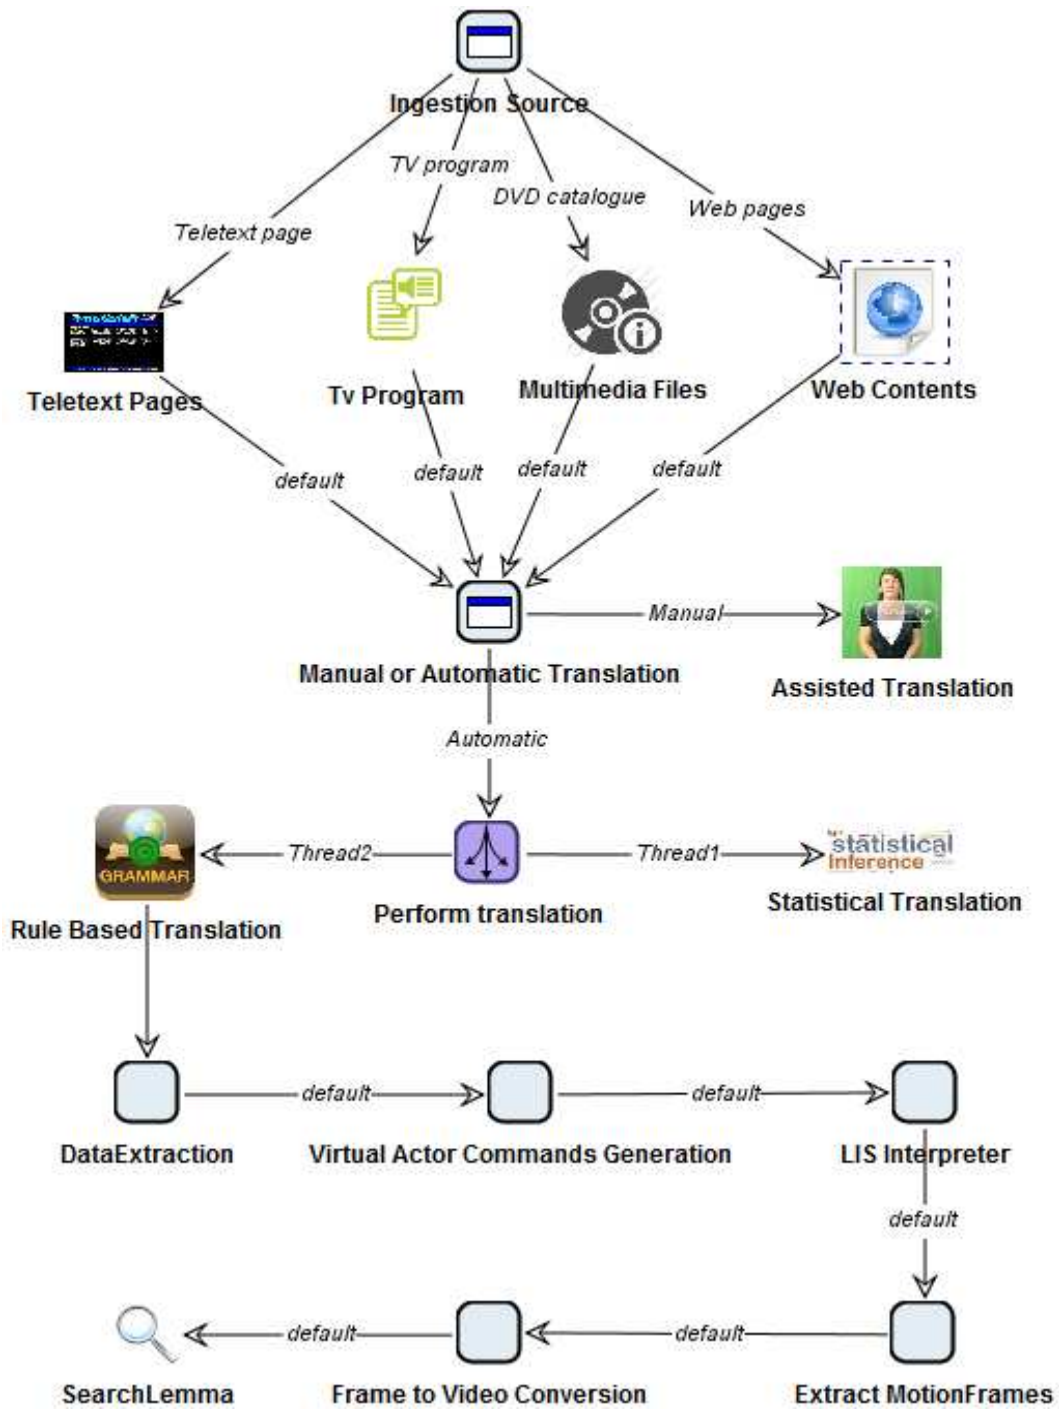 Ingestion Source
TV program
DVD catalogue
Web pages
Teletext page
Teletext Pages
Tv Program
Multimedia Files
Web Contents
default
default
default
default
Manual
Manual or Automatic Translation
Assisted Translation
Automatic
GRAMMAR
Thread2
Thread1
statistical
Inference
Rule Based Translation
Perform translation
Statistical Translation
default
default
DataExtraction
Virtual Actor Commands Generation
LIS Interpreter
default
default
default
SearchLemma
Frame to Video Conversion
Extract MotionFrames